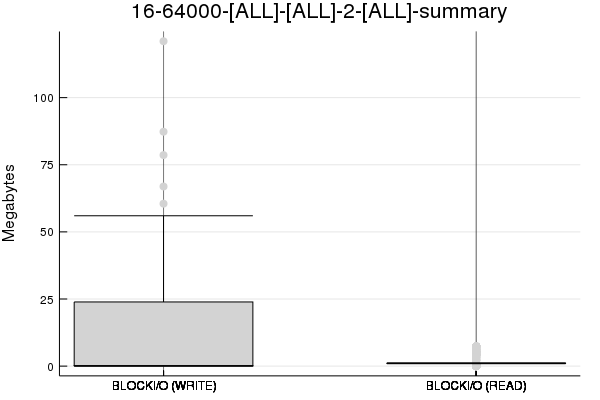 16-64000-[ALL]-[ALL]-2-[ALL]-summary
Megabytes
100
75
50
25
0
BLOCKI/O (WRITE)
BLOCKI/O (READ)